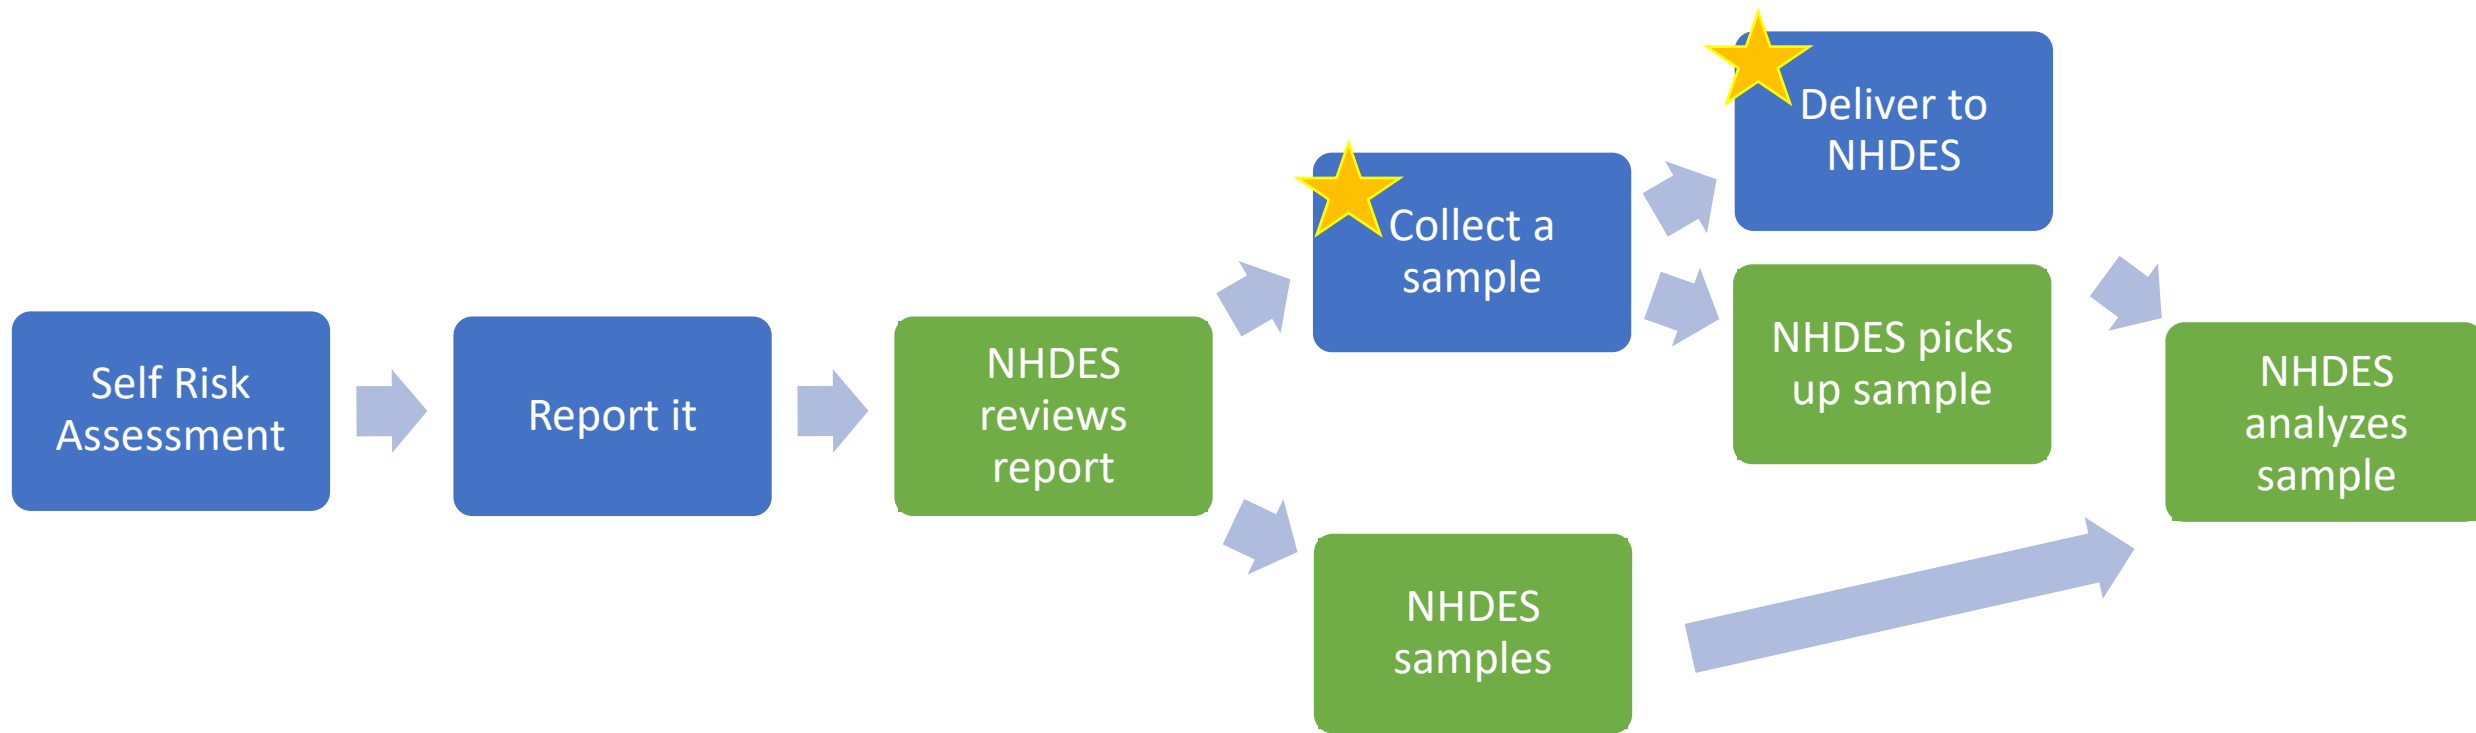 Self Risk
Assessment
Report it
NHDES
reviews
report
Collect a
sample
Deliver to
NHDES
NHDES picks
up sample
NHDES
samples
NHDES
analyzes
sample